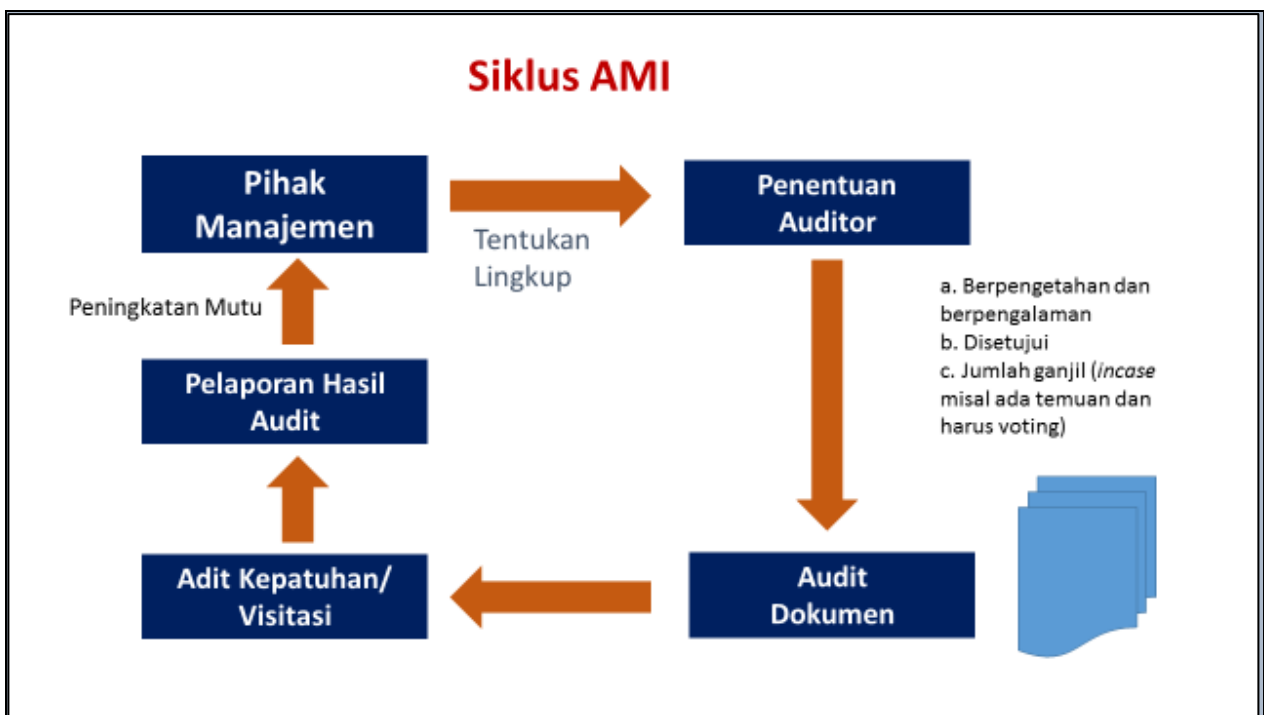 Siklus AMI
Pihak
Manajemen
Tentukan
Lingkup
Penentuan
Auditor
a. Berpengetahan dan
berpengalaman
b. Disetujui
c. Jumlah ganjil (incase
misal ada temuan dan
harus voting)
Audit
Dokumen
Adit Kepatuhan/
Visitasi
Pelaporan Hasil
Audit
Peningkatan Mutu